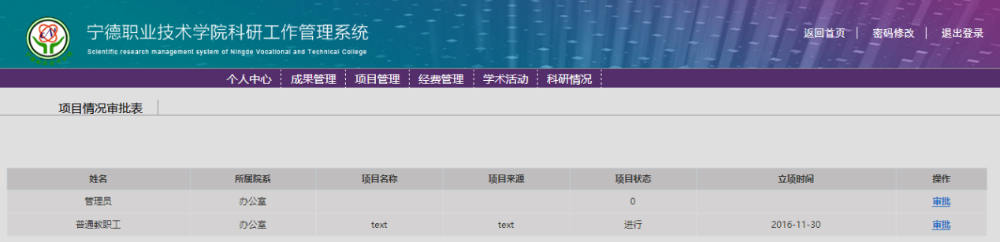 宁德职业技术学院科研工作管理系统
Scientific research management system of Ningde Vocational and Technical College
返回首页 密码修改 退出登录
个人中心 成果管理 项目管理 经费管理 学术活动 科研情况
项目情况审批表
姓名 所属院系 项目名称 项目来源 项目状态 立项时间 操作
管理员 办公室 0 审批
普通教职工 办公室 text text 进行 2016-11-30 审批